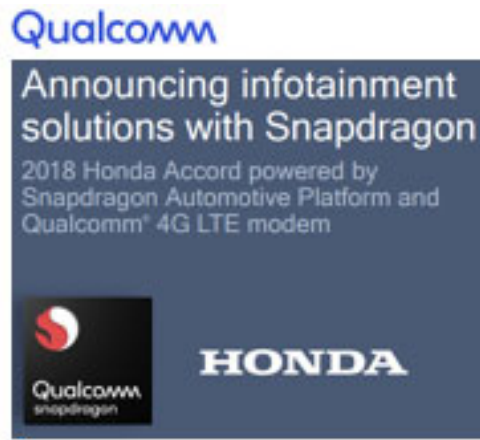 Qualcomm
Announcing infotainment
solutions with Snapdragon
2018 Honda Accord powered by
Snapdragon Automotive Platform and
Qualcomm® 4G LTE modem
Qualcomm
snapdragon
HONDA